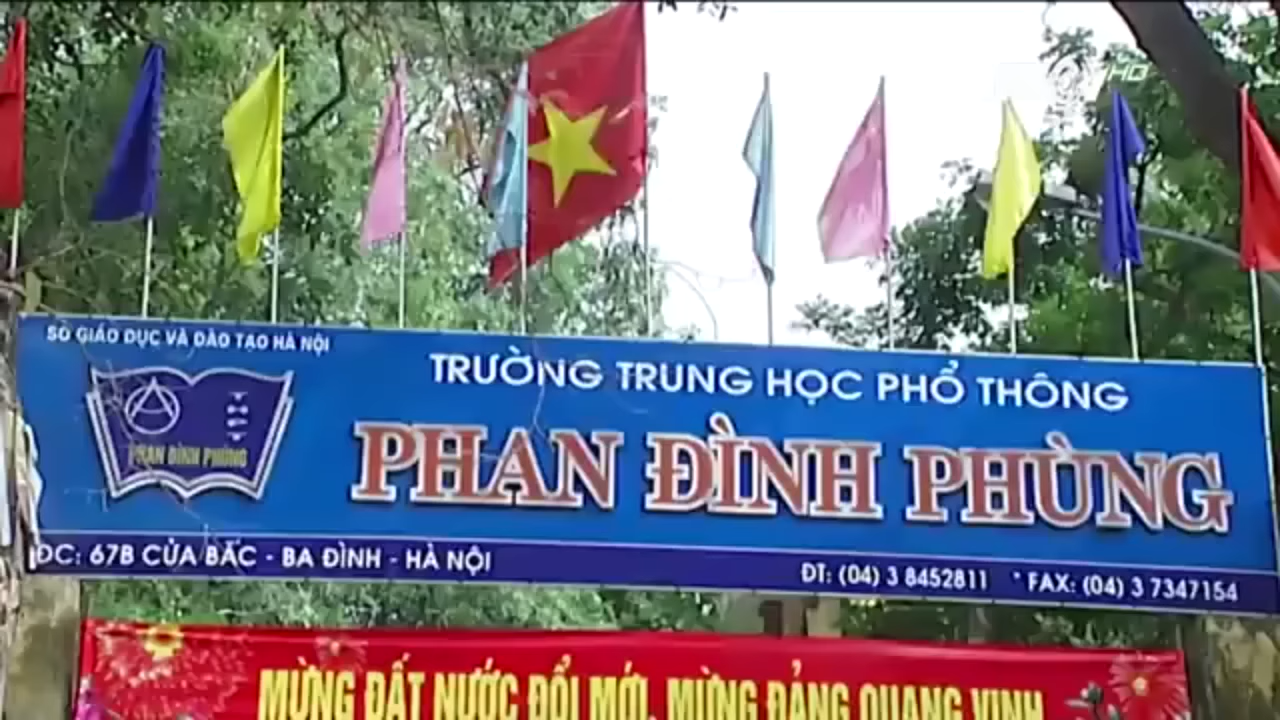 HD
SỞ GIÁO DỤC VÀ ĐÀO TẠO HÀ NỘI
TRƯỜNG TRUNG HỌC PHỔ THÔNG
PHAN ĐÌNH PHÙNG
THPT
PHAN ĐÌNH PHÙNG
ĐC: 67B CỬA BẮC - BA ĐÌNH - HÀ NỘI
ĐT: (04) 3 8452811 * FAX: (04) 3 7347154
MỪNG ĐẤT NƯỚC ĐỔI MỚI, MỪNG ĐẢNG QUANG VINH